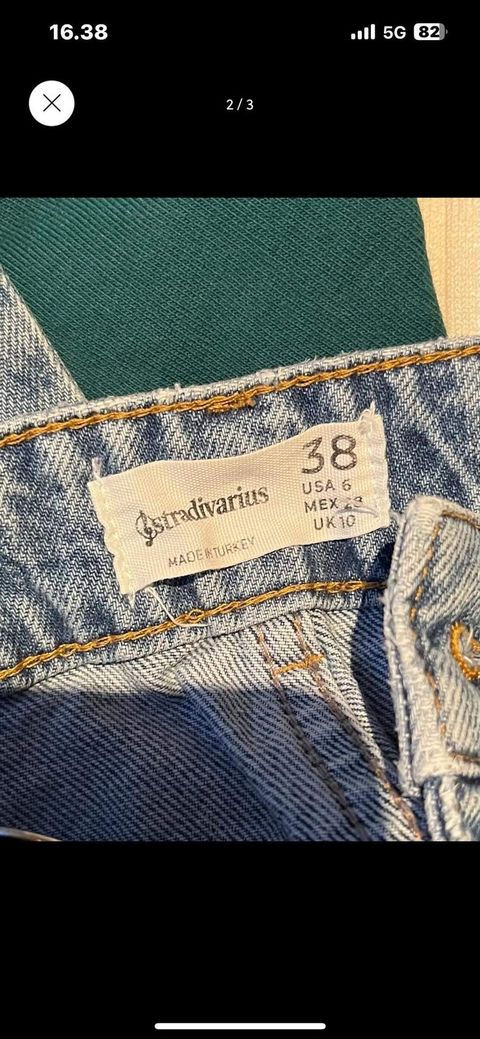 16.38
5G 82
2 / 3
38
stradivarius
USA 6
MEX
UK 10
MADE IN TURKEY